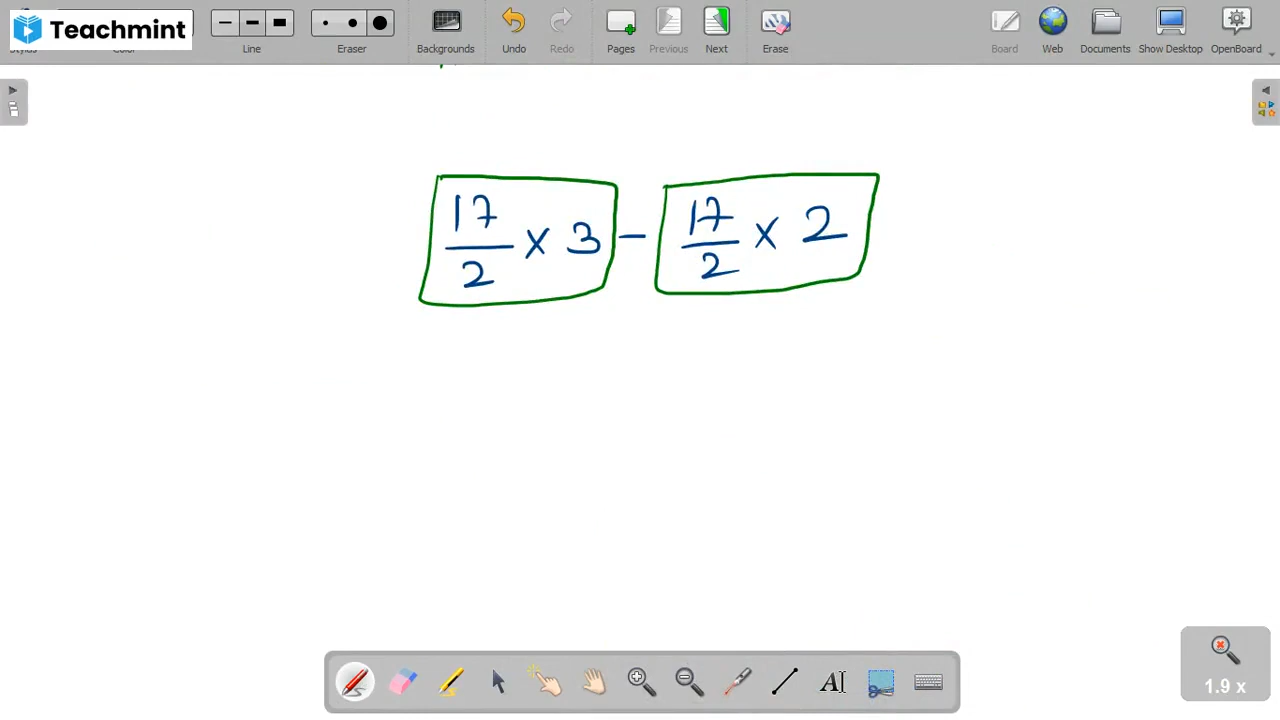 Teachmint
Color Line Eraser Backgrounds Undo Redo Pages Previous Next Erase Board Web Documents Show Desktop OpenBoard
17/2 × 3 − 17/2 × 2
1.9 x